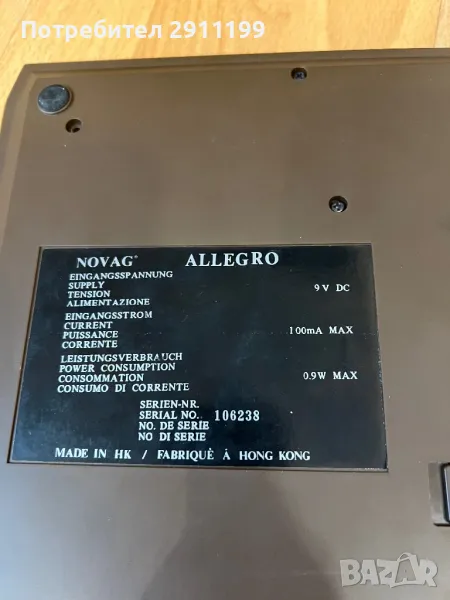 Потребител 2911199
NOVAG® ALLEGRO
EINGANGSSPANNUNG
SUPPLY
TENSION
ALIMENTAZIONE
9 V DC
EINGANGSSTROM
CURRENT
PUISSANCE
CORRENTE
100mA MAX
LEISTUNGSVERBRAUCH
POWER CONSUMPTION
CONSOMMATION
CONSUMO DI CORRENTE
0.9W MAX
SERIEN-NR.
SERIAL NO.. 106238
NO. DE SERIE
NO DI SERIE
MADE IN HK / FABRIQUÈ À HONG KONG
BAZAR